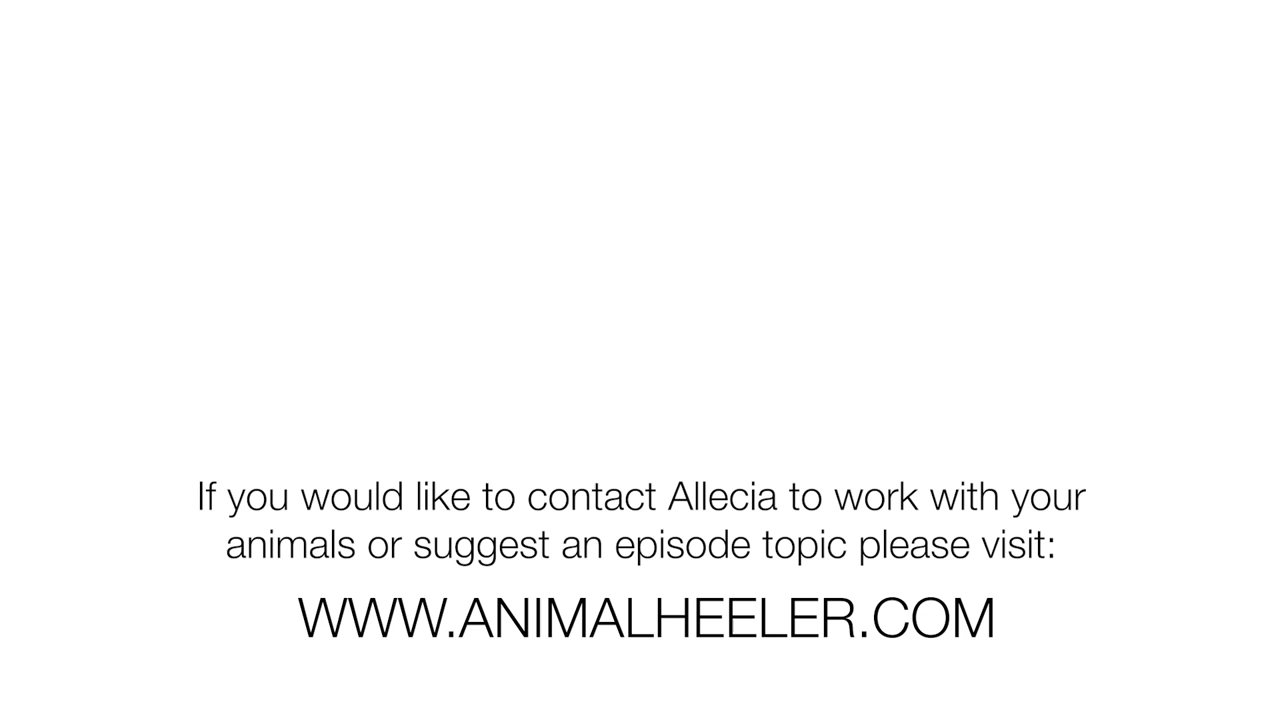 If you would like to contact Allecia to work with your
animals or suggest an episode topic please visit:
WWW.ANIMALHEELER.COM